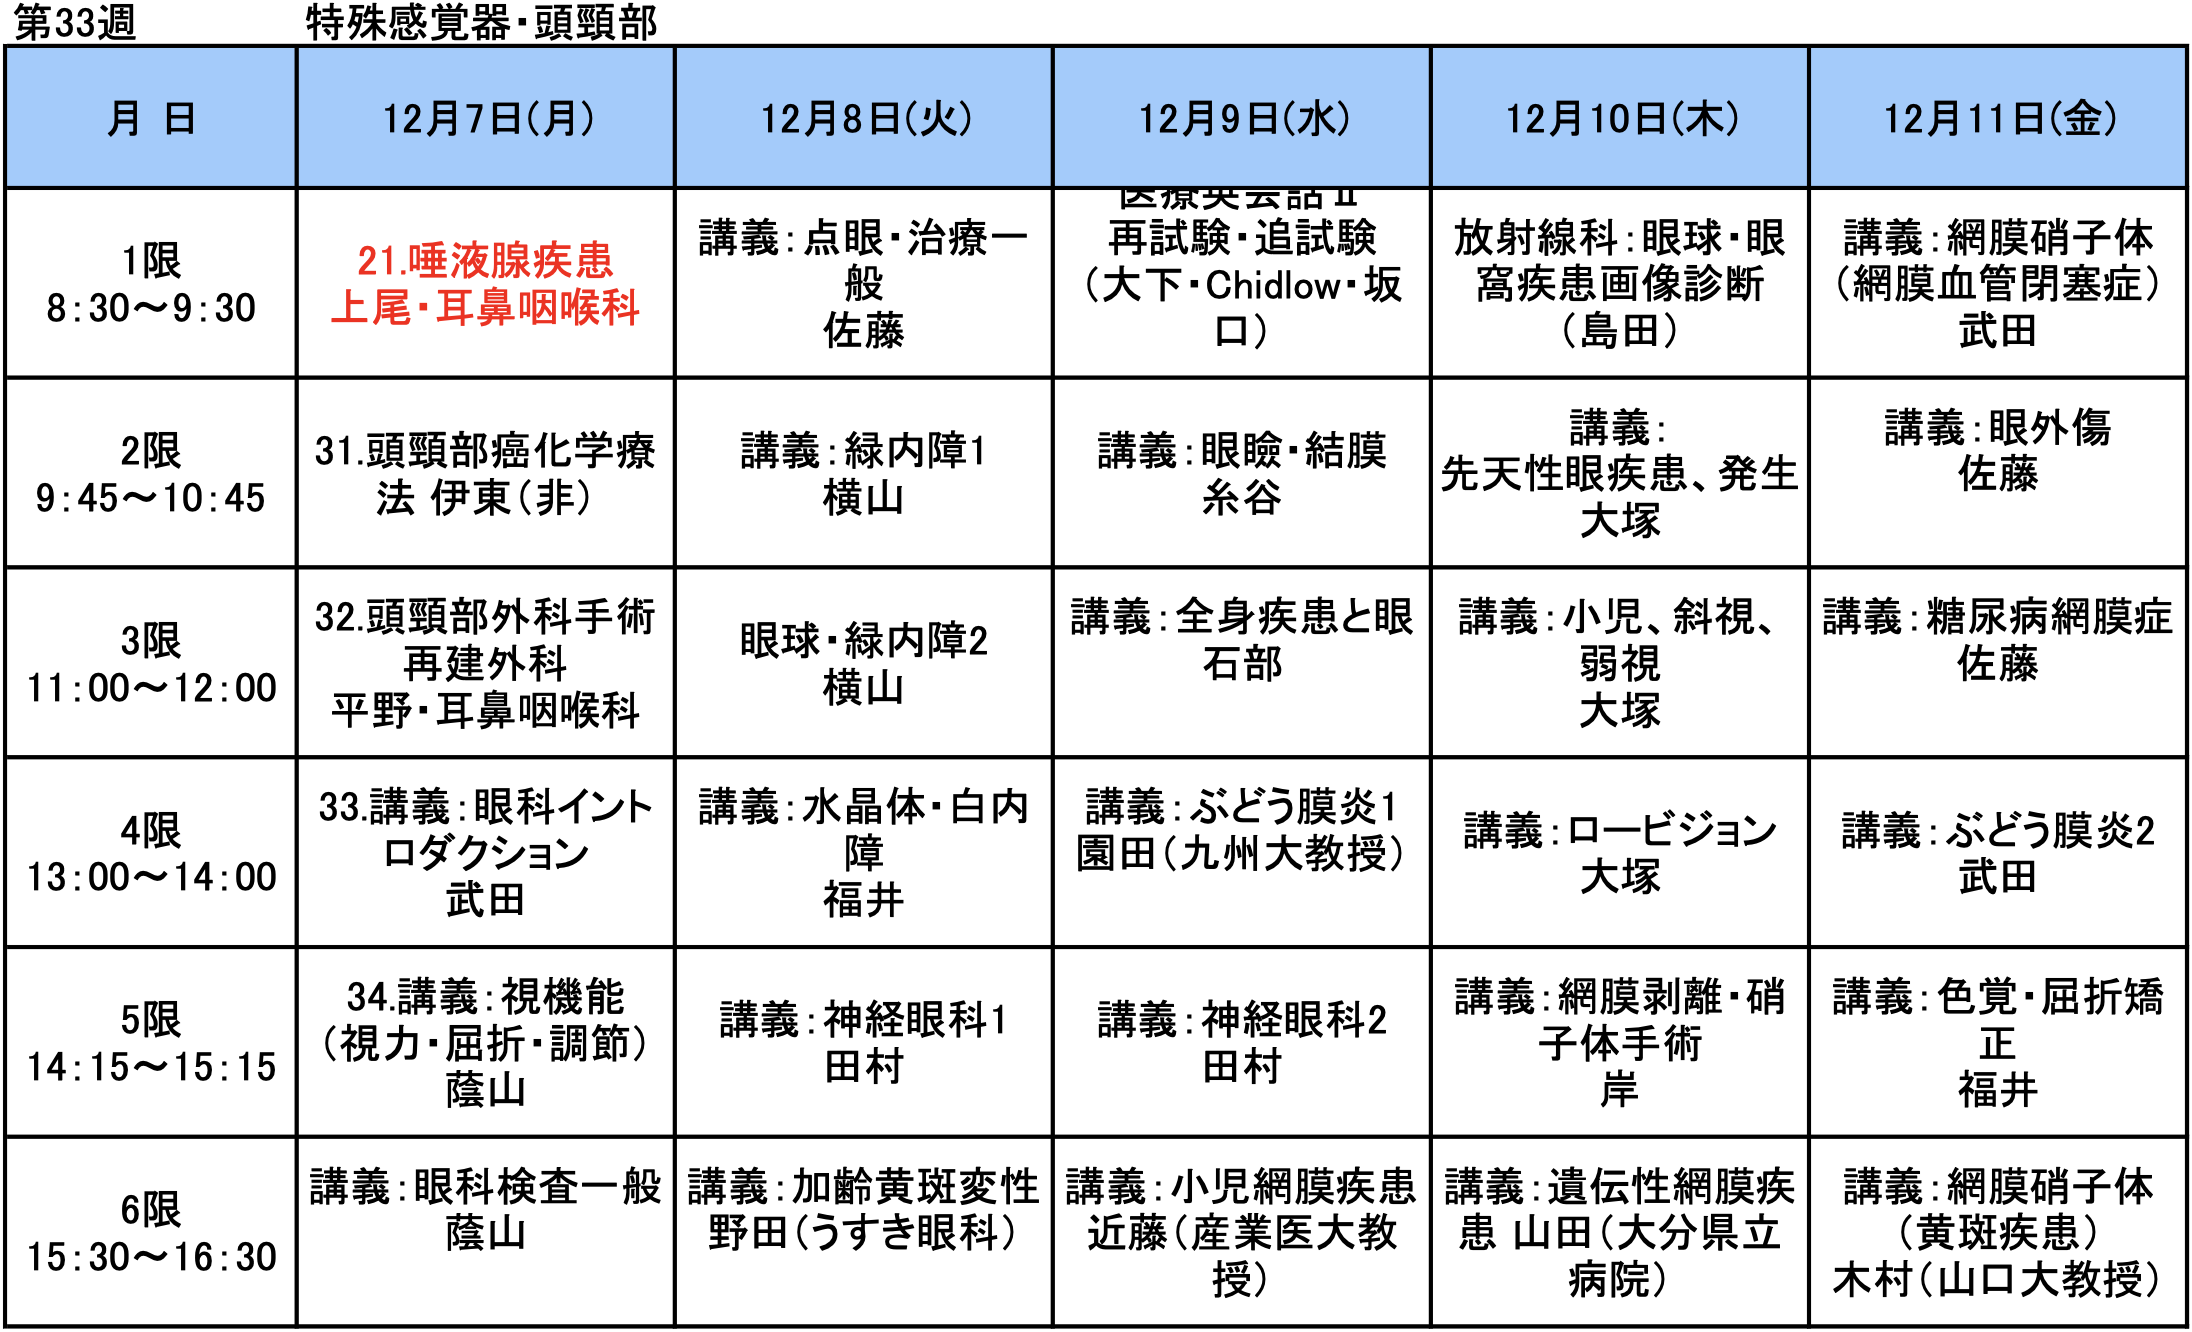 第33週 特殊感覚器・頭頸部
月 日
12月7日(月)
12月8日(火)
12月9日(水)
12月10日(木)
12月11日(金)
1限
8：30～9：30
21.唾液腺疾患
上尾・耳鼻咽喉科
講義：点眼・治療一
般
佐藤
医療英会話Ⅱ
再試験・追試験
（大下・Chidlow・坂
口）
放射線科：眼球・眼
窩疾患画像診断
（島田）
講義：網膜硝子体
（網膜血管閉塞症）
武田
2限
9：45～10：45
31.頭頸部癌化学療
法 伊東（非）
講義：緑内障1
横山
講義：眼瞼・結膜
糸谷
講義：
先天性眼疾患、発生
大塚
講義：眼外傷
佐藤
3限
11：00～12：00
32.頭頸部外科手術
再建外科
平野・耳鼻咽喉科
眼球・緑内障2
横山
講義：全身疾患と眼
石部
講義：小児、斜視、
弱視
大塚
講義：糖尿病網膜症
佐藤
4限
13：00～14：00
33.講義：眼科イント
ロダクション
武田
講義：水晶体・白内
障
福井
講義：ぶどう膜炎1
園田（九州大教授）
講義：ロービジョン
大塚
講義：ぶどう膜炎2
武田
5限
14：15～15：15
34.講義：視機能
（視力・屈折・調節）
蔭山
講義：神経眼科1
田村
講義：神経眼科2
田村
講義：網膜剥離・硝
子体手術
岸
講義：色覚・屈折矯
正
福井
6限
15：30～16：30
講義：眼科検査一般
蔭山
講義：加齢黄斑変性
野田（うすき眼科）
講義：小児網膜疾患
近藤（産業医大教
授）
講義：遺伝性網膜疾
患 山田（大分県立
病院）
講義：網膜硝子体
（黄斑疾患）
木村（山口大教授）